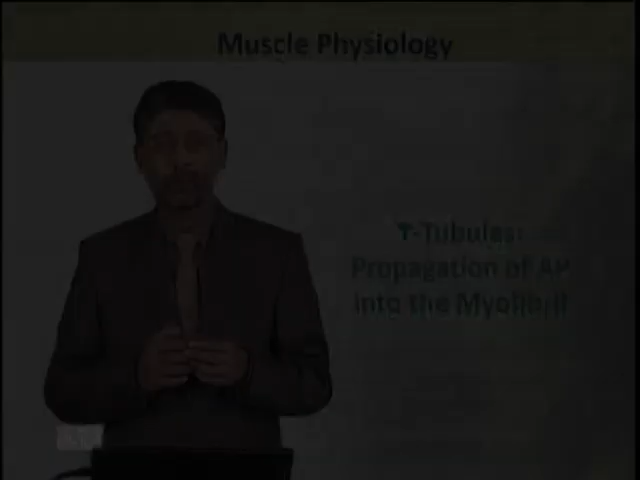 Muscle Physiology
T-Tubules:
Propagation of AP
into the Myofibril